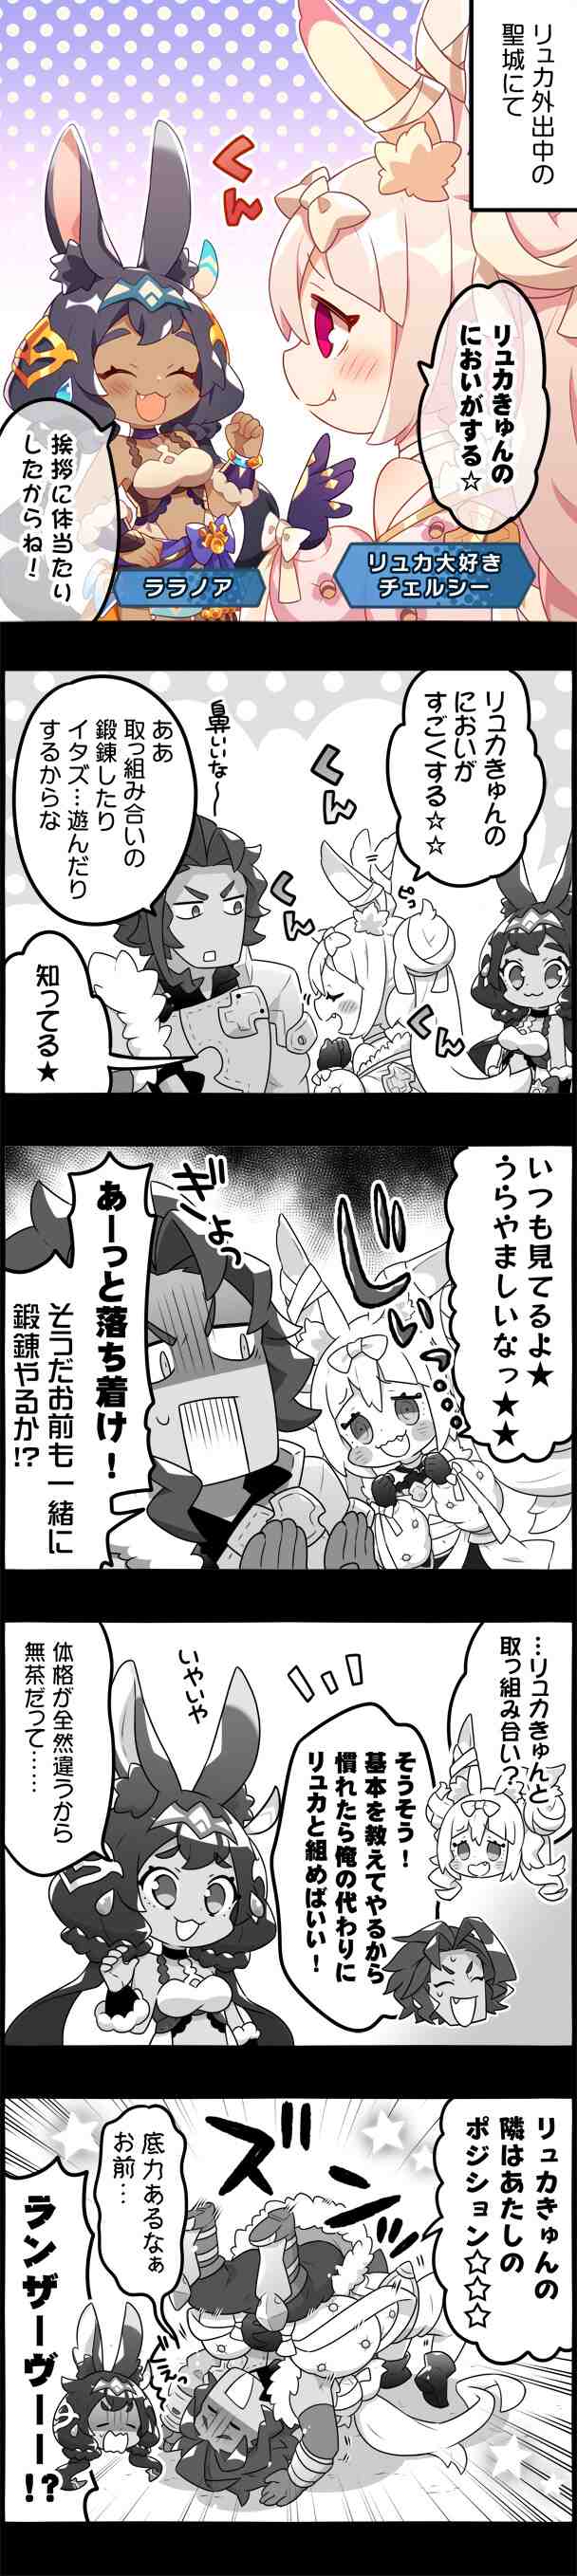 リュカ外出中の
聖城にて
くん
リュカきゅんの
においがする☆
挨拶に体当たり
したからね！
リュカ大好き
チェルシー
ララノア
リュカきゅんの
においが
すごくする☆☆
くん
くん
くん
鼻いいな～
ああ
取っ組み合いの
鍛錬したり
イタズ…遊んだり
するからな
知ってる★
いつも見てるよ★
うらやましいなっ★★
じぃっ…
ぎょっ
あーっと落ち着け！
そうだお前も一緒に
鍛錬やるか!?
…リュカきゅんと
取っ組み合い？
そうそう！
基本を教えてやるから
慣れたら俺の代わりに
リュカと組めばいい！
いやいや
体格が全然違うから
無茶だって……
リュカきゅんの
隣はあたしの
ポジション☆☆☆
ズンッ
底力あるなぁ
お前…
ランザーヴーー!?